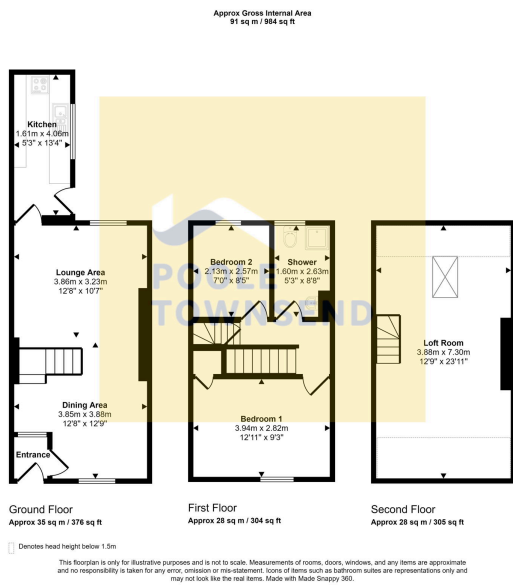 Approx Gross Internal Area
91 sq m / 984 sq ft
Kitchen
1.61m x 4.06m
5'3" x 13'4"
Lounge Area
3.86m x 3.23m
12'8" x 10'7"
Dining Area
3.85m x 3.88m
12'8" x 12'9"
Entrance
Bedroom 2
2.13m x 2.57m
7'0" x 8'5"
Shower
1.60m x 2.63m
5'3" x 8'8"
Bedroom 1
3.94m x 2.82m
12'11" x 9'3"
Loft Room
3.88m x 7.30m
12'9" x 23'11"
POOLE
TOWNSEND
Ground Floor
Approx 35 sq m / 376 sq ft
First Floor
Approx 28 sq m / 304 sq ft
Second Floor
Approx 28 sq m / 305 sq ft
Denotes head height below 1.5m
This floorplan is only for illustrative purposes and is not to scale. Measurements of rooms, doors, windows, and any items are approximate
and no responsibility is taken for any error, omission or mis-statement. Icons of items such as bathroom suites are representations only and
may not look like the real items. Made with Made Snappy 360.